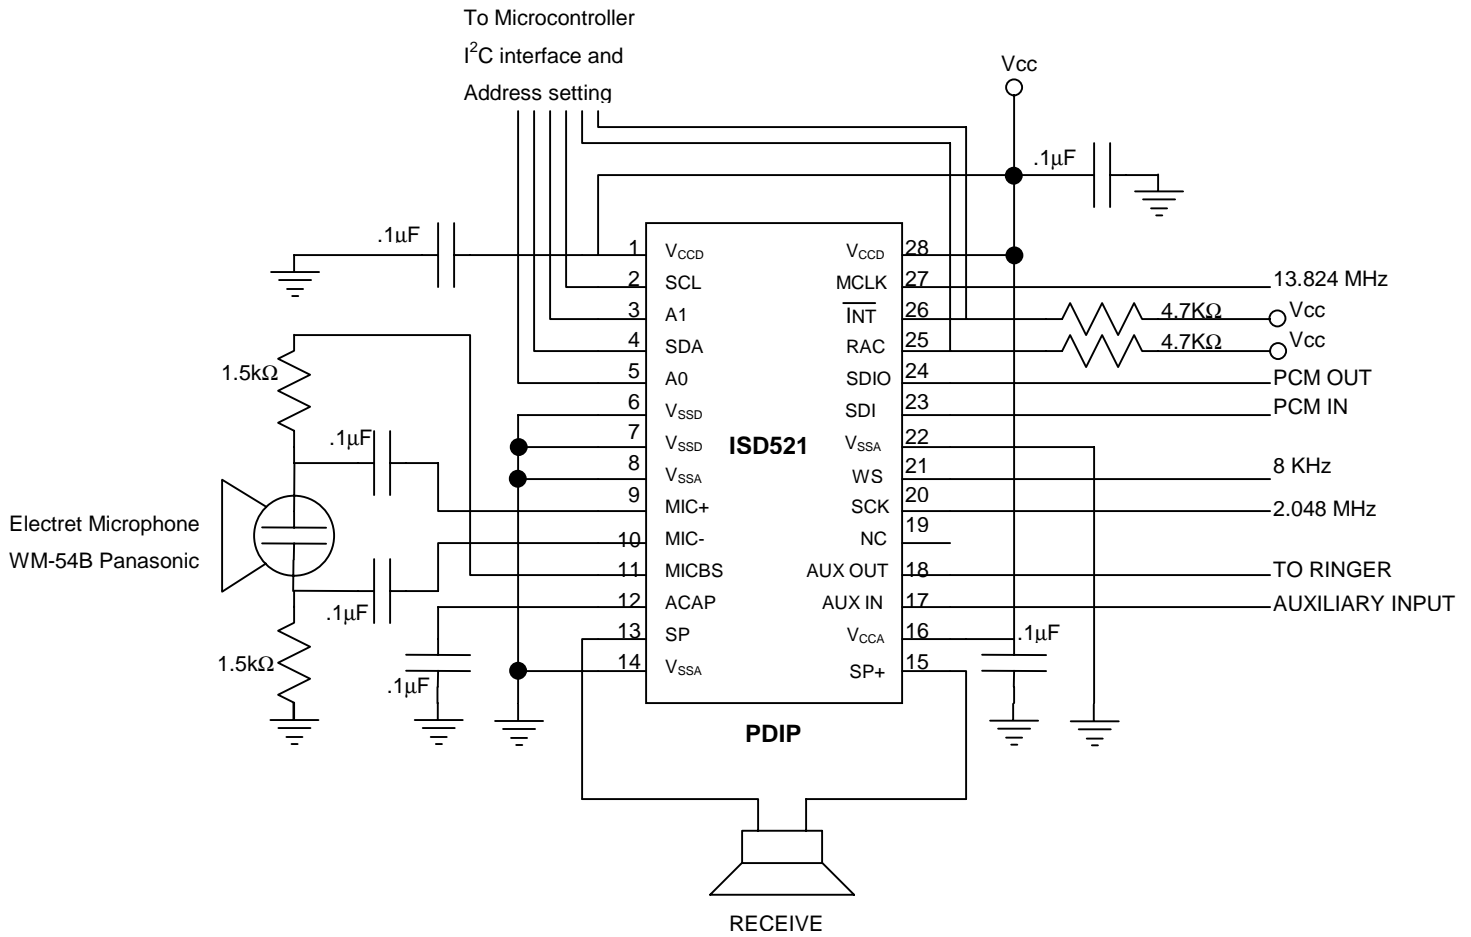 To Microcontroller
I²C interface and
Address setting
Vcc
.1µF
.1µF
1 VCCD
2 SCL
3 A1
4 SDA
5 A0
6 VSSD
7 VSSD
8 VSSA
9 MIC+
10 MIC-
11 MICBS
12 ACAP
13 SP
14 VSSA
ISD521
VCCD 28
MCLK 27
INT 26
RAC 25
SDIO 24
SDI 23
VSSA 22
WS 21
SCK 20
NC 19
AUX OUT 18
AUX IN 17
VCCA 16
SP+ 15
PDIP
13.824 MHz
4.7KΩ Vcc
4.7KΩ Vcc
PCM OUT
PCM IN
8 KHz
2.048 MHz
TO RINGER
AUXILIARY INPUT
.1µF
1.5kΩ
.1µF
Electret Microphone
WM-54B Panasonic
.1µF
1.5kΩ
.1µF
RECEIVE